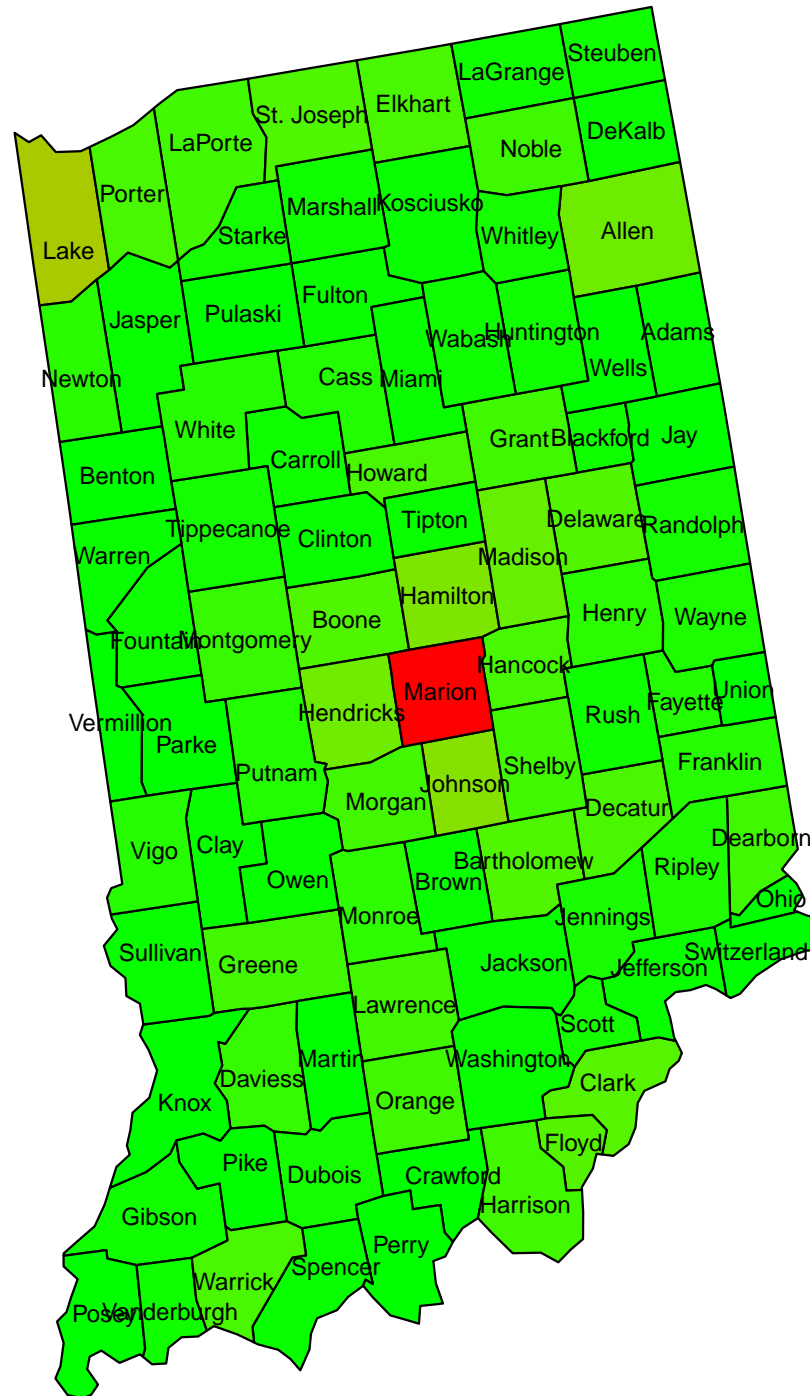 Steuben
LaGrange
Elkhart
St. Joseph
LaPorte
DeKalb
Noble
Porter
Lake
Marshall
Kosciusko
Starke
Whitley
Allen
Fulton
Pulaski
Jasper
Wabash
Huntington
Adams
Wells
Newton
Cass
Miami
White
Grant
Blackford
Jay
Carroll
Howard
Benton
Tipton
Delaware
Randolph
Tippecanoe
Clinton
Madison
Warren
Hamilton
Henry
Wayne
Boone
Fountain
Montgomery
Hancock
Marion
Hendricks
Rush
Fayette
Union
Vermillion
Parke
Putnam
Shelby
Franklin
Johnson
Morgan
Decatur
Dearborn
Clay
Vigo
Bartholomew
Ripley
Owen
Brown
Ohio
Monroe
Jennings
Sullivan
Greene
Jackson
Jefferson
Switzerland
Lawrence
Scott
Martin
Washington
Daviess
Clark
Knox
Orange
Floyd
Pike
Dubois
Crawford
Harrison
Gibson
Perry
Spencer
Warrick
Posey
Vanderburgh